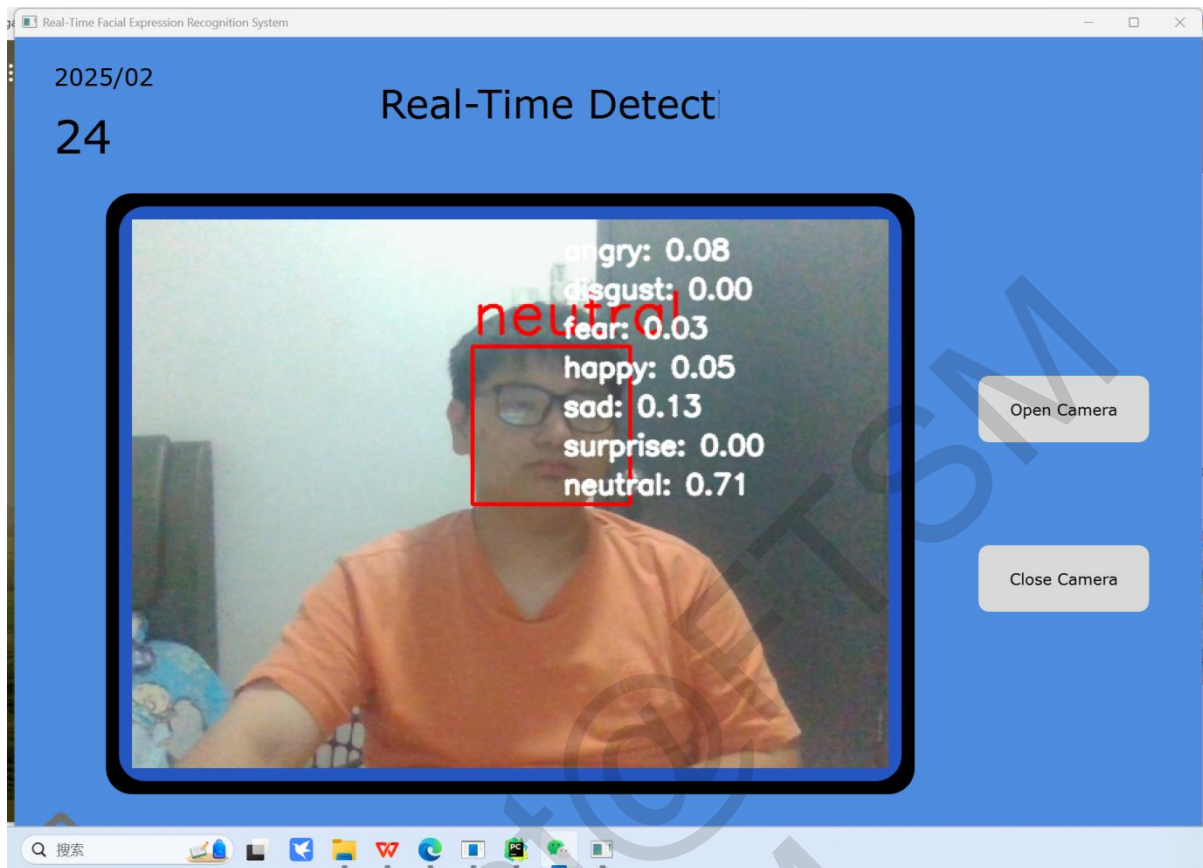 Real-Time Facial Expression Recognition System
2025/02
24
Real-Time Detecti
angry: 0.08
disgust: 0.00
neutral
fear: 0.03
happy: 0.05
sad: 0.13
surprise: 0.00
neutral: 0.71
Open Camera
Close Camera
搜索
PC
@FTSM